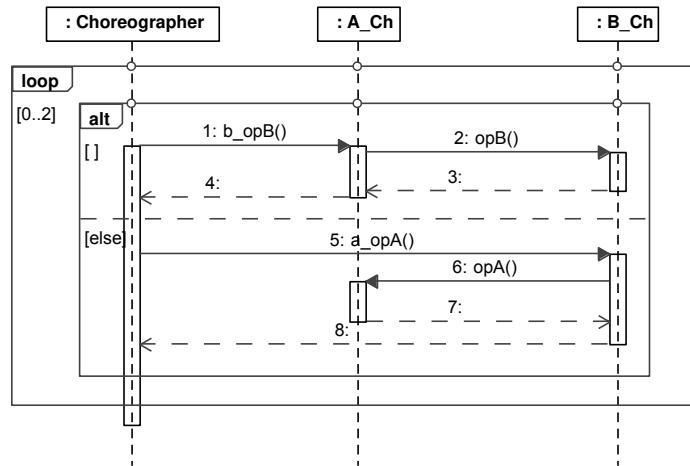 : Choreographer
: A_Ch
: B_Ch
loop
[0..2]
alt
[ ]
1: b_opB()
2: opB()
3:
4:
[else]
5: a_opA()
6: opA()
7:
8: